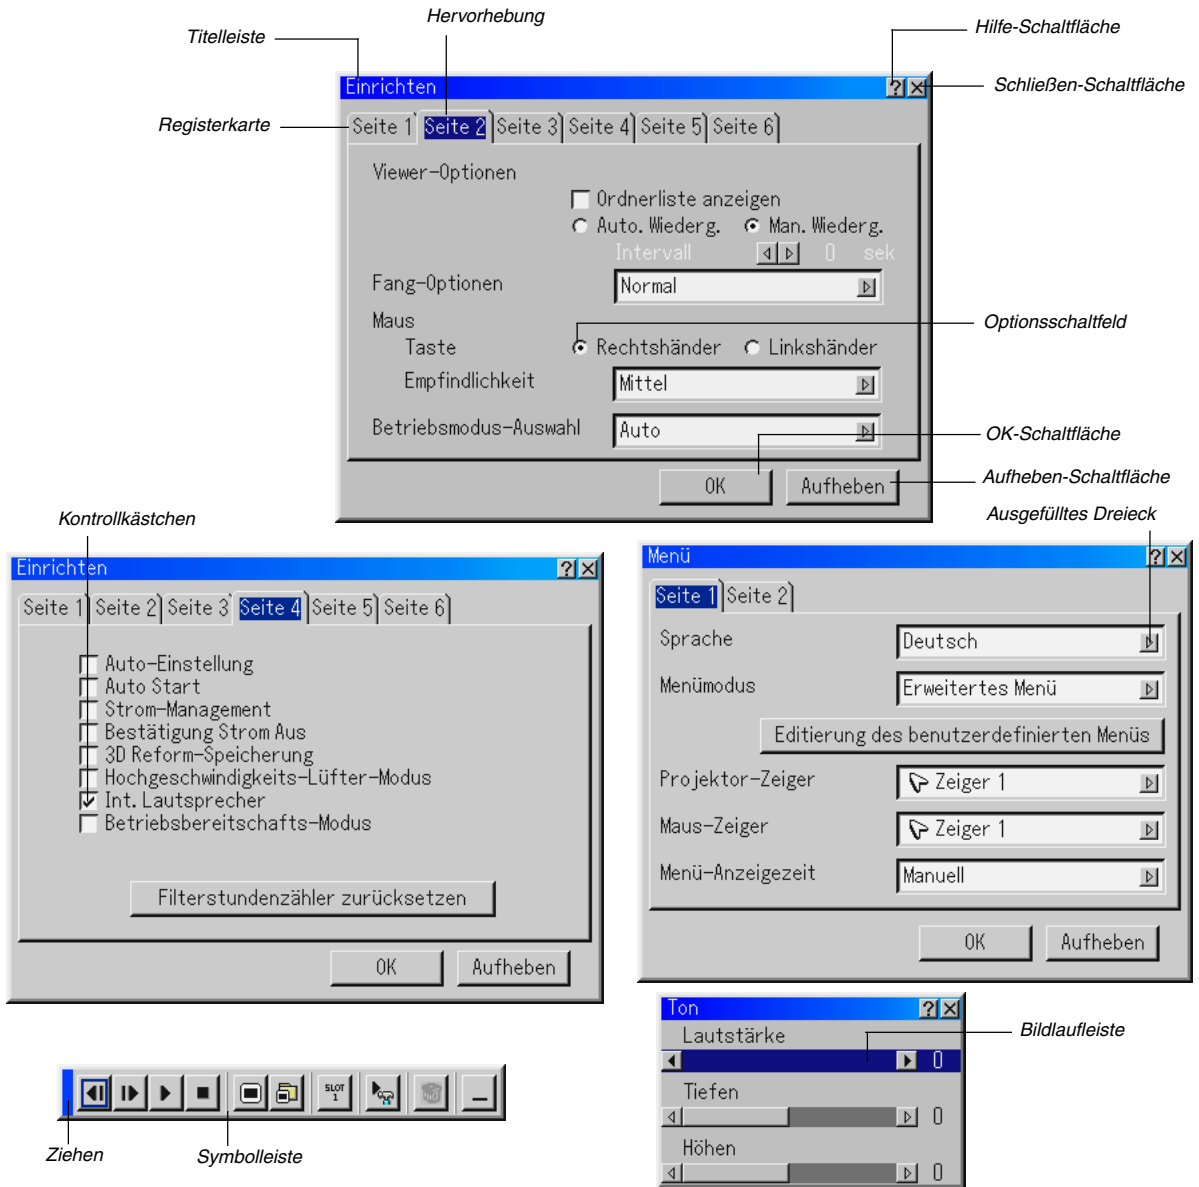 Hervorhebung
Titelleiste
Hilfe-Schaltfläche
Einrichten
Schließen-Schaltfläche
Registerkarte
Seite 1 Seite 2 Seite 3 Seite 4 Seite 5 Seite 6
Viewer-Optionen
Ordnerliste anzeigen
Auto. Wiederg. Man. Wiederg.
Intervall 0 sek
Fang-Optionen Normal
Maus
Optionsschaltfeld
Taste Rechtshänder Linkshänder
Empfindlichkeit Mittel
Betriebsmodus-Auswahl Auto
OK-Schaltfläche
OK Aufheben
Aufheben-Schaltfläche
Kontrollkästchen
Ausgefülltes Dreieck
Einrichten
Seite 1 Seite 2 Seite 3 Seite 4 Seite 5 Seite 6
Auto-Einstellung
Auto Start
Strom-Management
Bestätigung Strom Aus
3D Reform-Speicherung
Hochgeschwindigkeits-Lüfter-Modus
Int. Lautsprecher
Betriebsbereitschafts-Modus
Filterstundenzähler zurücksetzen
OK Aufheben
Menü
Seite 1 Seite 2
Sprache Deutsch
Menümodus Erweitertes Menü
Editierung des benutzerdefinierten Menüs
Projektor-Zeiger Zeiger 1
Maus-Zeiger Zeiger 1
Menü-Anzeigezeit Manuell
OK Aufheben
Ton
Lautstärke
0
Bildlaufleiste
Tiefen
0
Höhen
0
SLOT
1
Ziehen
Symbolleiste